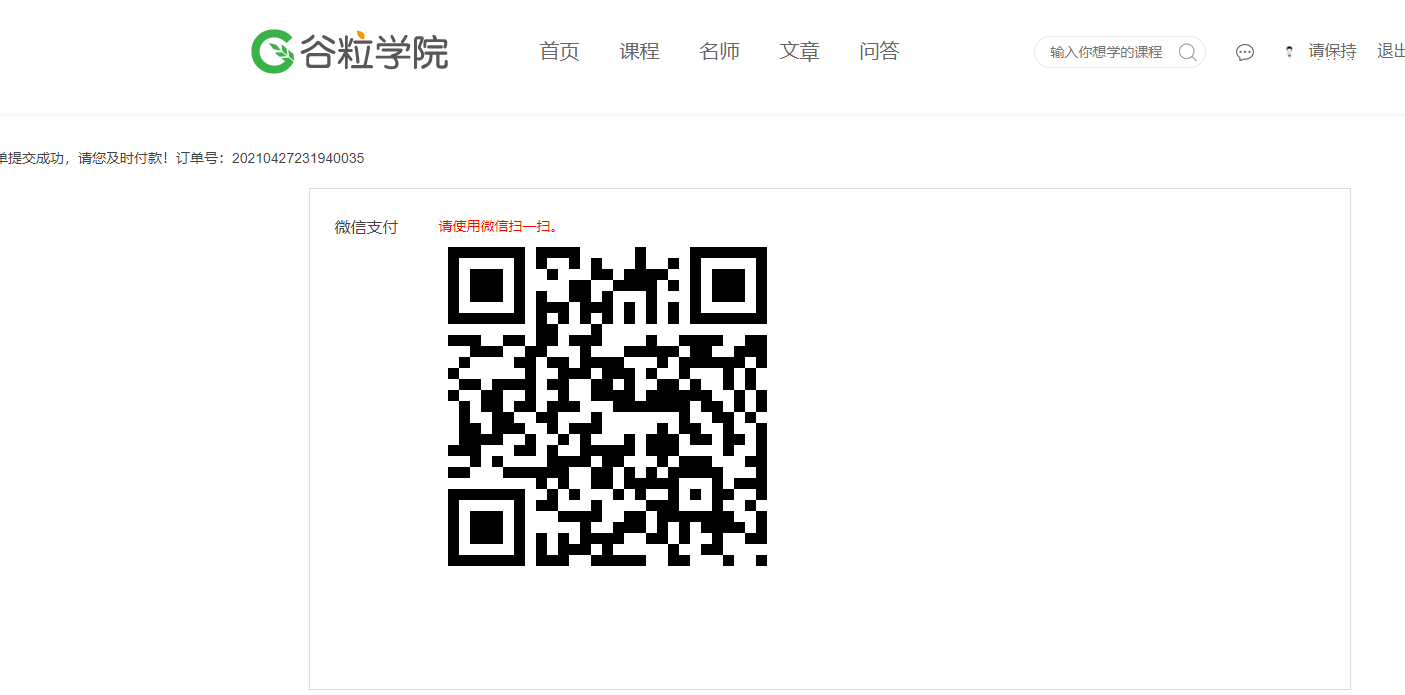 谷粒学院
首页 课程 名师 文章 问答 输入你想学的课程 请保持 退出
单提交成功，请您及时付款！订单号：20210427231940035
微信支付 请使用微信扫一扫。